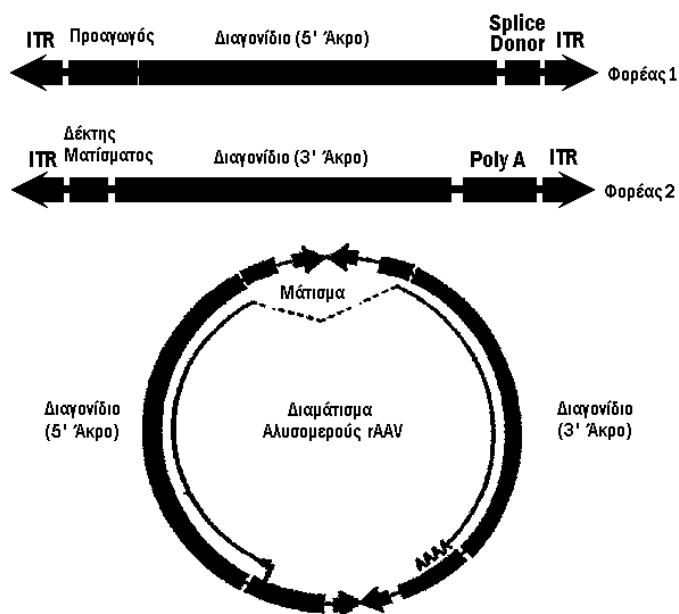 ITR Προαγωγός Διαγονίδιο (5' Άκρο) Splice Donor ITR
Φορέας 1
ITR Δέκτης Ματίσματος Διαγονίδιο (3' Άκρο) Poly A ITR
Φορέας 2
Μάτισμα
Διαγονίδιο
(5' Άκρο)
Διαμάτισμα
Αλυσομερούς rAAV
Διαγονίδιο
(3' Άκρο)
AAAA